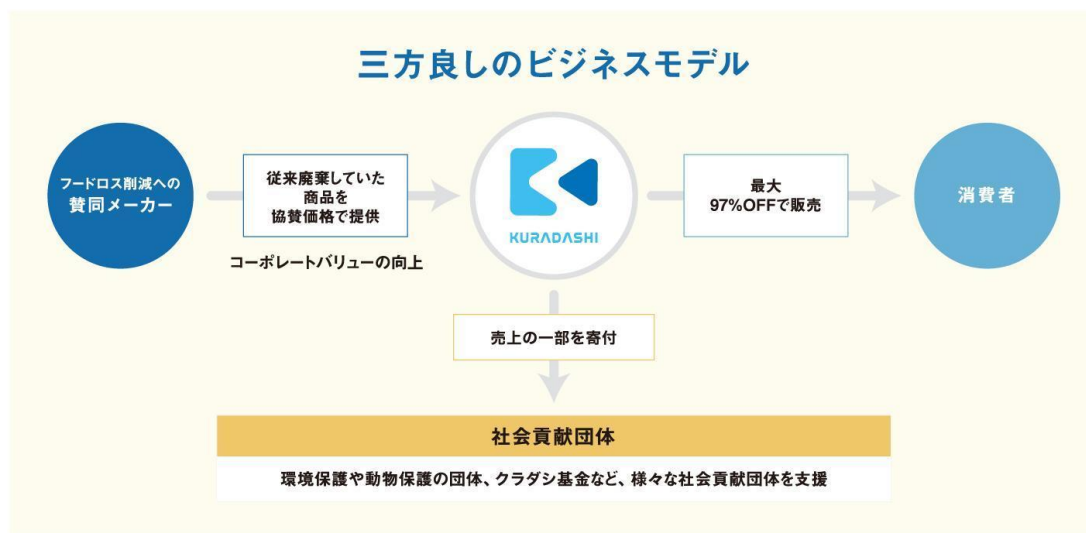 三方良しのビジネスモデル
フードロス削減への
賛同メーカー
従来廃棄していた
商品を
協賛価格で提供
コーポレートバリューの向上
KURADASHI
最大
97%OFFで販売
消費者
売上の一部を寄付
社会貢献団体
環境保護や動物保護の団体、クラダシ基金など、様々な社会貢献団体を支援